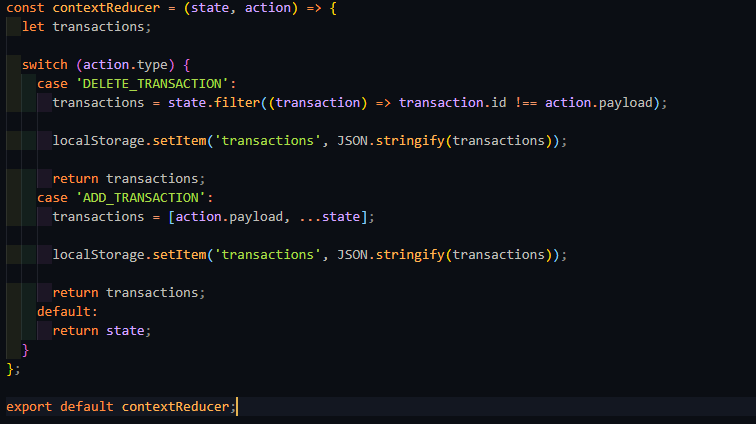 const contextReducer = (state, action) => {
let transactions;
switch (action.type) {
case 'DELETE_TRANSACTION':
transactions = state.filter((transaction) => transaction.id !== action.payload);
localStorage.setItem('transactions', JSON.stringify(transactions));
return transactions;
case 'ADD_TRANSACTION':
transactions = [action.payload, ...state];
localStorage.setItem('transactions', JSON.stringify(transactions));
return transactions;
default:
return state;
}
};
export default contextReducer;